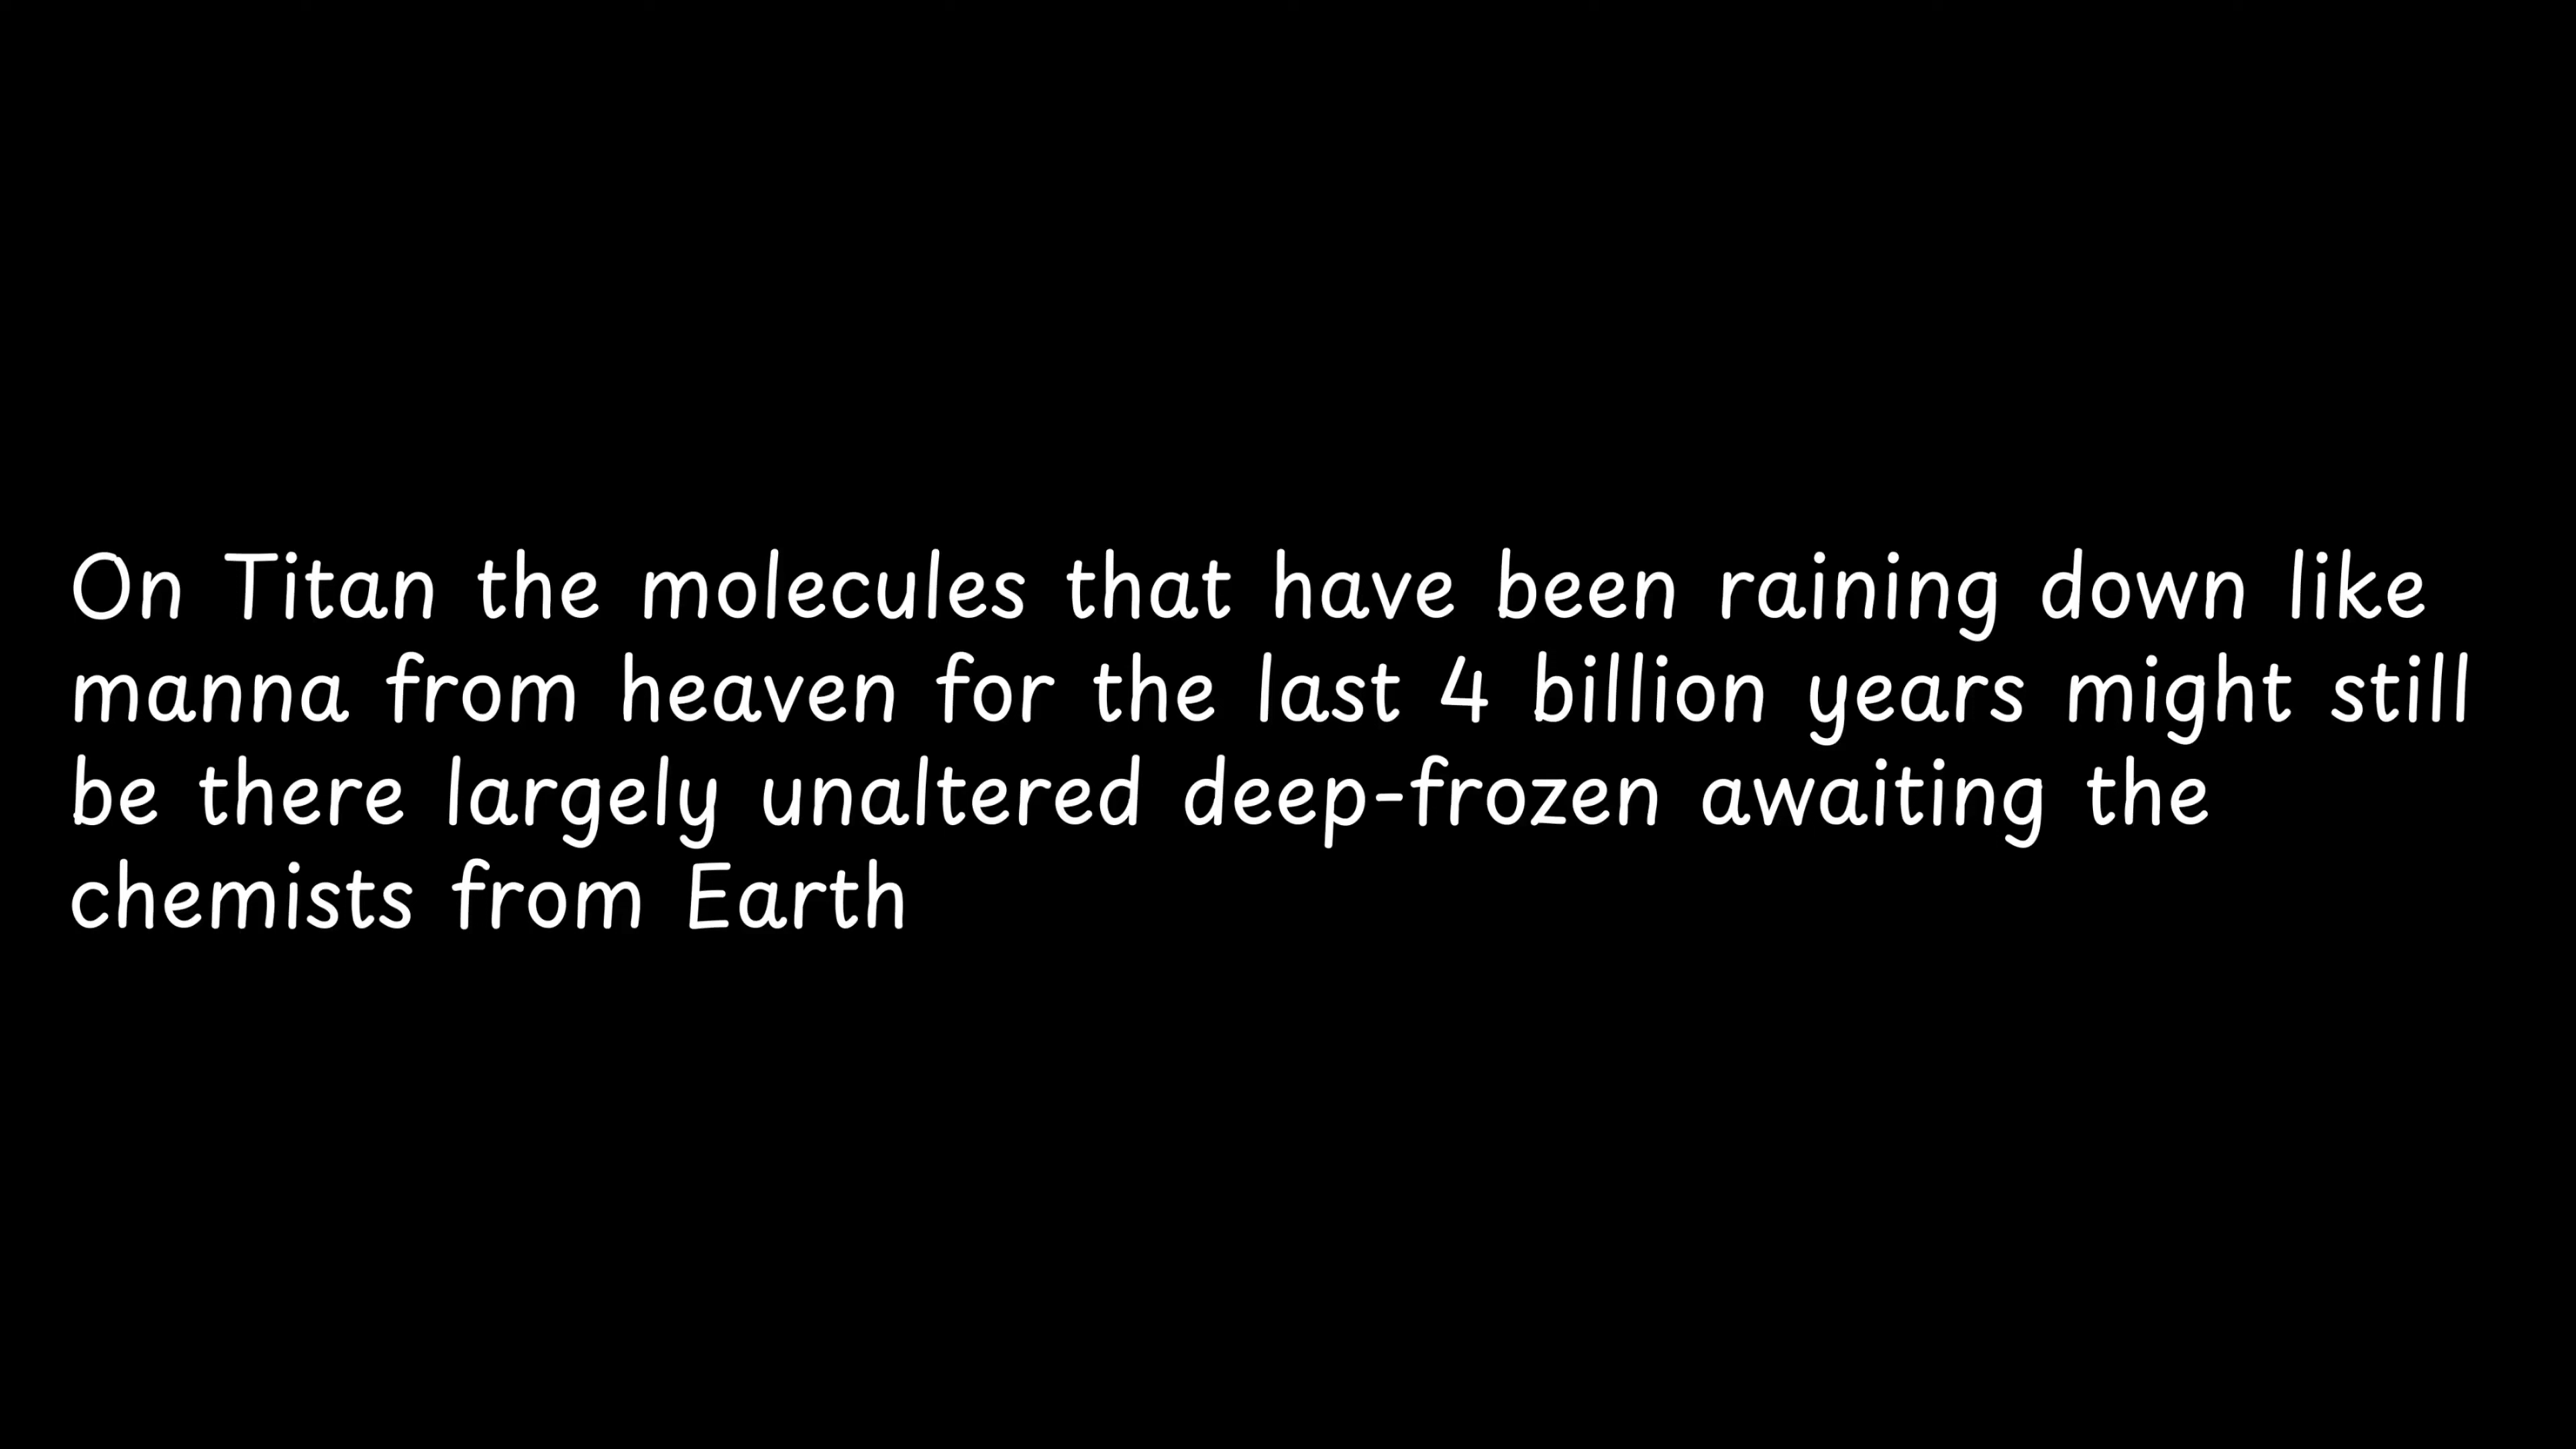 On Titan the molecules that have been raining down like
manna from heaven for the last 4 billion years might still
be there largely unaltered deep-frozen awaiting the
chemists from Earth